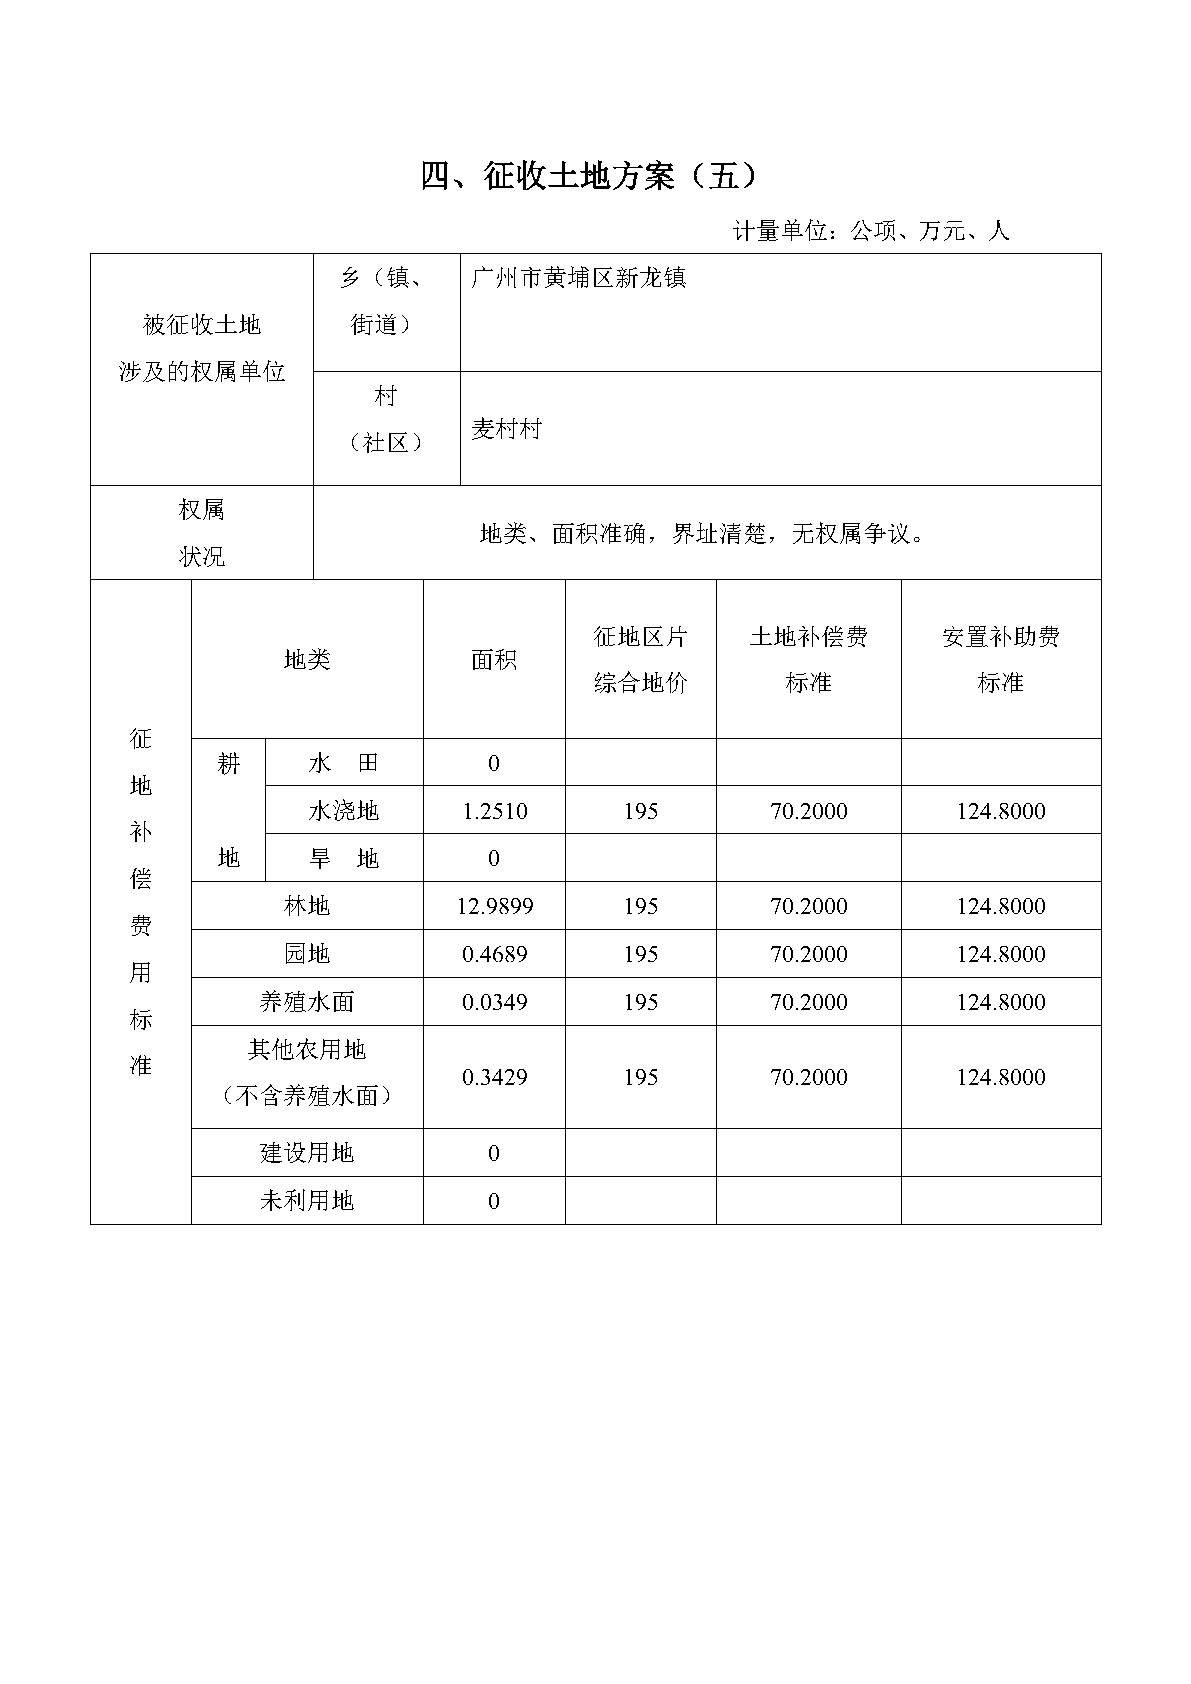 四、征收土地方案（五）
计量单位：公项、万元、人
被征收土地
涉及的权属单位
乡（镇、
街道）
广州市黄埔区新龙镇
村
（社区）
麦村村
权属
状况
地类、面积准确，界址清楚，无权属争议。
征
地
补
偿
费
用
标
准
地类
面积
征地区片
综合地价
土地补偿费
标准
安置补助费
标准
耕
地
水 田 0
水浇地 1.2510 195 70.2000 124.8000
旱 地 0
林地 12.9899 195 70.2000 124.8000
园地 0.4689 195 70.2000 124.8000
养殖水面 0.0349 195 70.2000 124.8000
其他农用地
（不含养殖水面）
0.3429 195 70.2000 124.8000
建设用地 0
未利用地 0